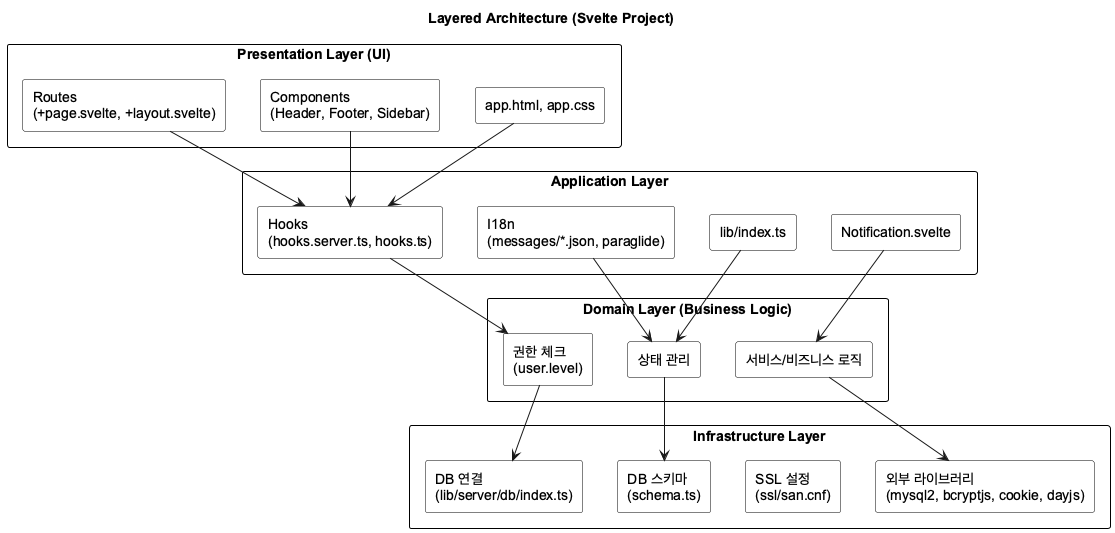 Layered Architecture (Svelte Project)
Presentation Layer (UI)
Routes
(+page.svelte, +layout.svelte)
Components
(Header, Footer, Sidebar)
app.html, app.css
Application Layer
Hooks
(hooks.server.ts, hooks.ts)
I18n
(messages/*.json, paraglide)
lib/index.ts
Notification.svelte
Domain Layer (Business Logic)
권한 체크
(user.level)
상태 관리
서비스/비즈니스 로직
Infrastructure Layer
DB 연결
(lib/server/db/index.ts)
DB 스키마
(schema.ts)
SSL 설정
(ssl/san.cnf)
외부 라이브러리
(mysql2, bcryptjs, cookie, dayjs)